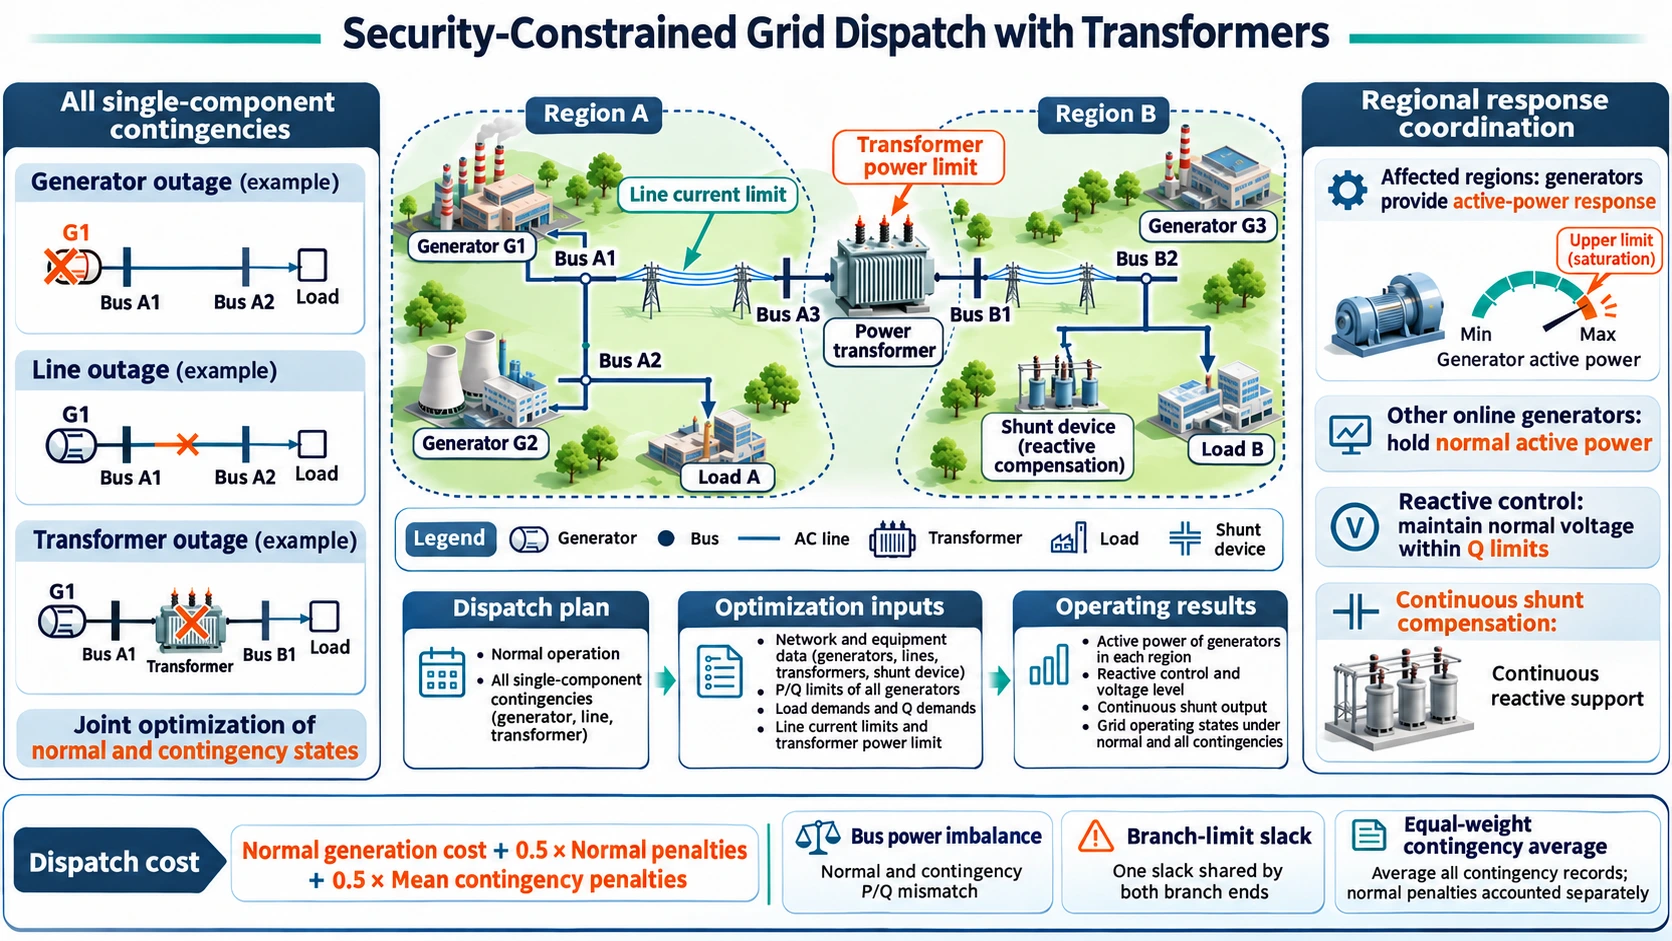 Security-Constrained Grid Dispatch with Transformers
All single-component
contingencies
Generator outage (example)
G1
Bus A1
Bus A2
Load
Line outage (example)
G1
Bus A1
Bus A2
Load
Transformer outage (example)
G1
Bus A1
Transformer
Bus B1
Load
Joint optimization of
normal and contingency states
Region A
Region B
Transformer
power limit
Line current limit
Generator G1
Bus A1
Bus A3
Power
transformer
Bus B1
Bus B2
Generator G3
Bus A2
Generator G2
Load A
Shunt device
(reactive
compensation)
Load B
Legend
Generator
Bus
AC line
Transformer
Load
Shunt
device
Dispatch plan
• Normal operation
• All single-component
contingencies
(generator, line,
transformer)
Optimization inputs
• Network and equipment
data (generators, lines,
transformers, shunt device)
• P/Q limits of all generators
• Load demands and Q demands
• Line current limits and
transformer power limit
Operating results
• Active power of generators
in each region
• Reactive control and
voltage level
• Continuous shunt output
• Grid operating states under
normal and all contingencies
Regional response
coordination
Affected regions: generators
provide active-power response
Upper limit
(saturation)
Min
Max
Generator active power
Other online generators:
hold normal active power
V
Reactive control:
maintain normal voltage
within Q limits
Continuous shunt
compensation:
Continuous
reactive support
Dispatch cost
Normal generation cost + 0.5 × Normal penalties
+ 0.5 × Mean contingency penalties
Bus power imbalance
Normal and contingency
P/Q mismatch
Branch-limit slack
One slack shared by
both branch ends
Equal-weight
contingency average
Average all contingency records;
normal penalties accounted separately